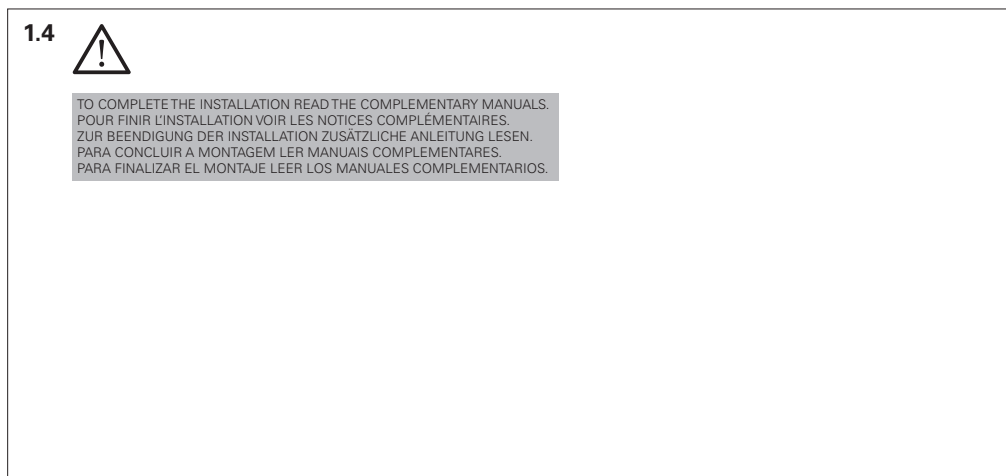 1.4
TO COMPLETE THE INSTALLATION READ THE COMPLEMENTARY MANUALS.
POUR FINIR L'INSTALLATION VOIR LES NOTICES COMPLÉMENTAIRES.
ZUR BEENDIGUNG DER INSTALLATION ZUSÄTZLICHE ANLEITUNG LESEN.
PARA CONCLUIR A MONTAGEM LER MANUAIS COMPLEMENTARES.
PARA FINALIZAR EL MONTAJE LEER LOS MANUALES COMPLEMENTARIOS.